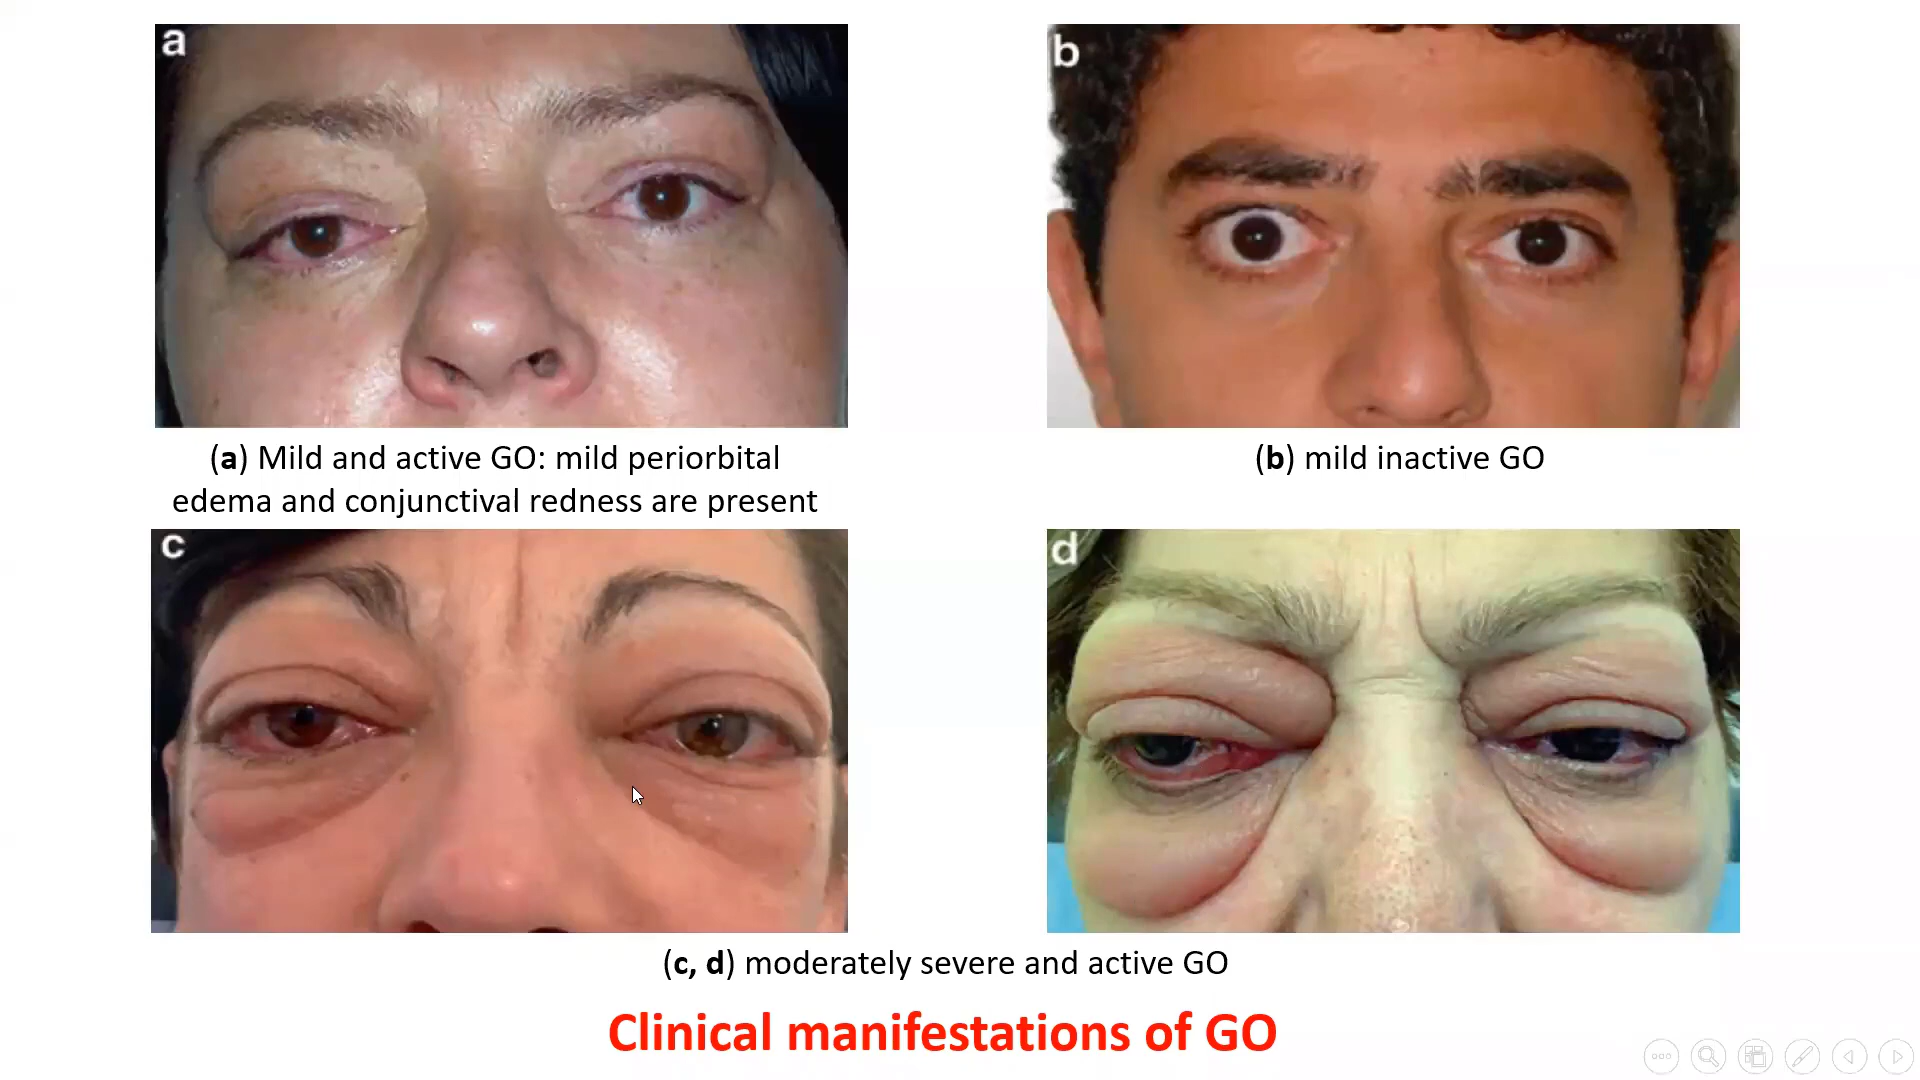 a
b
(a) Mild and active GO: mild periorbital
edema and conjunctival redness are present
(b) mild inactive GO
c
d
(c, d) moderately severe and active GO
Clinical manifestations of GO